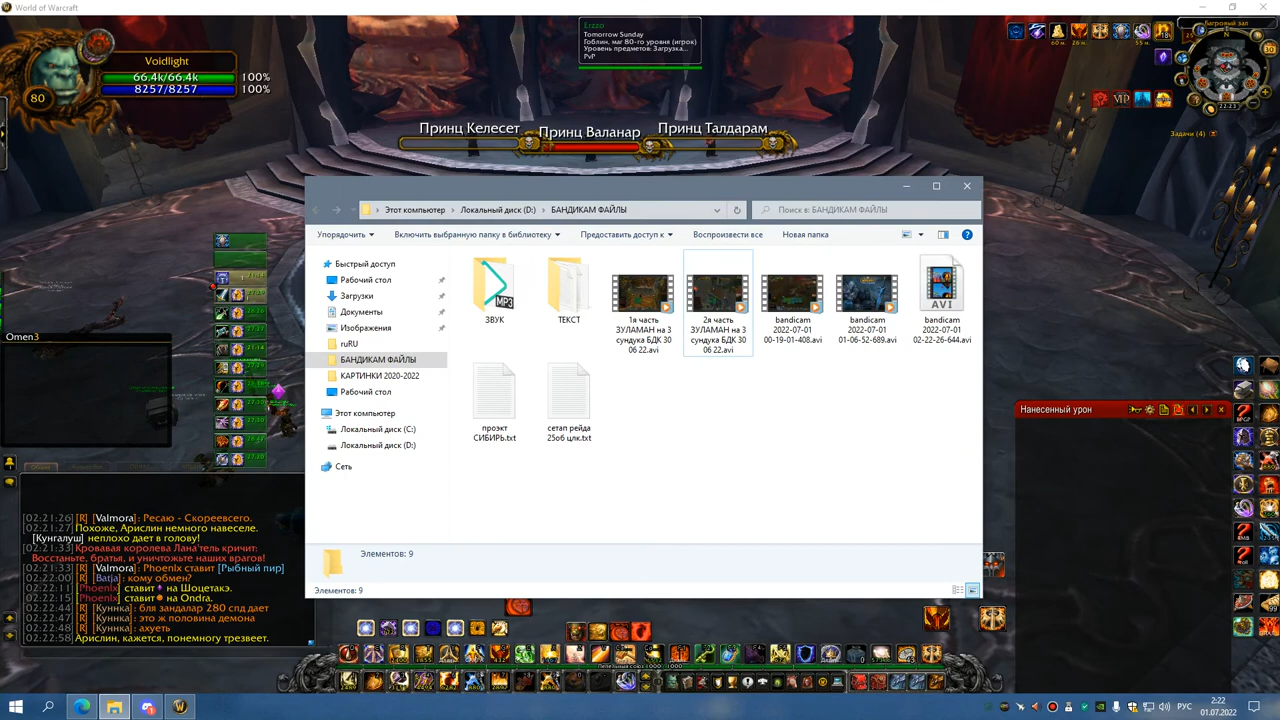 World of Warcraft
Erzzo
Tomorrow Sunday
Гоблин, маг 80-го уровня (игрок)
Уровень предметов: Загрузка...
PvP
Багровый зал
Voidlight
66.4k/66.4k 100%
8257/8257 100%
80
22:23
VIP
Задачи (4)
Принц Келесет
Принц Валанар
Принц Талдарам
Этот компьютер
Локальный диск (D:)
БАНДИКАМ ФАЙЛЫ
Поиск в: БАНДИКАМ ФАЙЛЫ
Упорядочить
Включить выбранную папку в библиотеку
Предоставить доступ к
Воспроизвести все
Новая папка
Быстрый доступ
Рабочий стол
Загрузки
Документы
Изображения
ruRU
БАНДИКАМ ФАЙЛЫ
КАРТИНКИ 2020-2022
Рабочий стол
Этот компьютер
Локальный диск (C:)
Локальный диск (D:)
Сеть
MP3
ЗВУК
ТЕКСТ
1я часть
ЗУЛАМАН на 3
сундука БДК 30
06 22.avi
2я часть
ЗУЛАМАН на 3
сундука БДК 30
06 22.avi
bandicam
2022-07-01
00-19-01-408.avi
bandicam
2022-07-01
01-06-52-689.avi
AVI
bandicam
2022-07-01
02-22-26-644.avi
проэкт
СИБИРЬ.txt
сетап рейда
25об цлк.txt
Элементов: 9
Элементов: 9
Omen3
Нанесенный урон
[02:21:26] [R] [Valmora]: Ресаю - Скореевсего.
[02:21:27] Похоже, Арислин немного навеселе.
[Кунгалуш] неплохо дает в голову!
[02:21:33] Кровавая королева Лана'тель кричит:
Восстаньте, братья, и уничтожьте наших врагов!
[02:21:33] [R] [Valmora]: Phoenlx ставит [Рыбный пир]
[02:22:00] [R] [Batja]: кому обмен?
[02:22:11] Phoenlx ставит на Шоцетакэ.
[02:22:15] Phoenlx ставит на Ondra.
[02:22:44] [R] [Куннка]: бля зандалар 280 спд дает
[02:22:47] [R] [Куннка]: это ж половина демона
[02:22:48] [R] [Куннка]: ахуеть
[02:22:58] Арислин, кажется, понемногу трезвеет.
РУС
2:22
01.07.2022